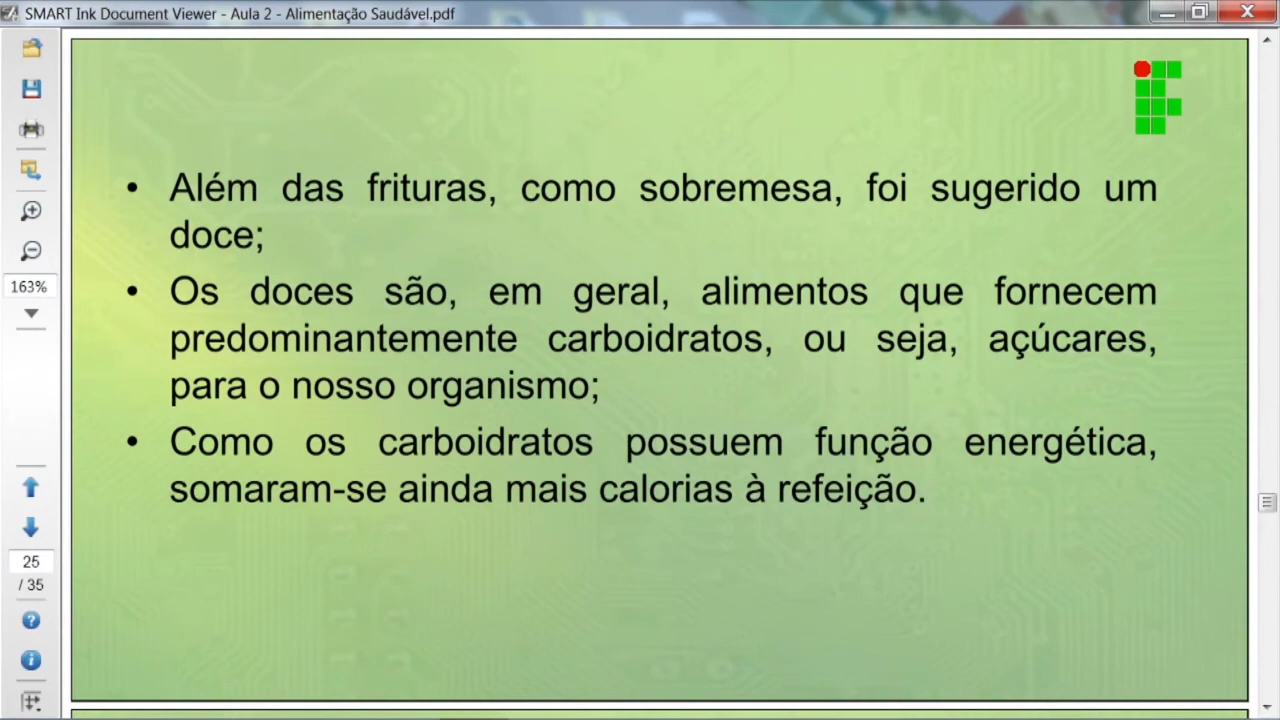 SMART Ink Document Viewer - Aula 2 - Alimentação Saudável.pdf
• Além das frituras, como sobremesa, foi sugerido um
doce;
• Os doces são, em geral, alimentos que fornecem
predominantemente carboidratos, ou seja, açúcares,
para o nosso organismo;
• Como os carboidratos possuem função energética,
somaram-se ainda mais calorias à refeição.
163%
25
/ 35